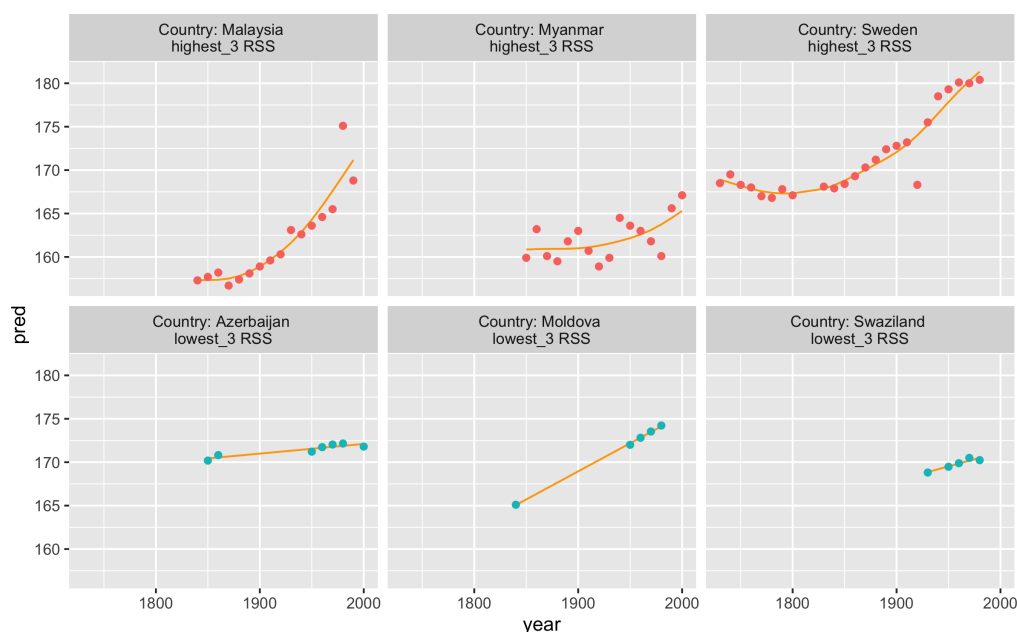 Country: Malaysia
highest_3 RSS
Country: Myanmar
highest_3 RSS
Country: Sweden
highest_3 RSS
180
175
170
165
160
pred
Country: Azerbaijan
lowest_3 RSS
Country: Moldova
lowest_3 RSS
Country: Swaziland
lowest_3 RSS
180
175
170
165
160
1800 1900 2000
1800 1900 2000
1800 1900 2000
year